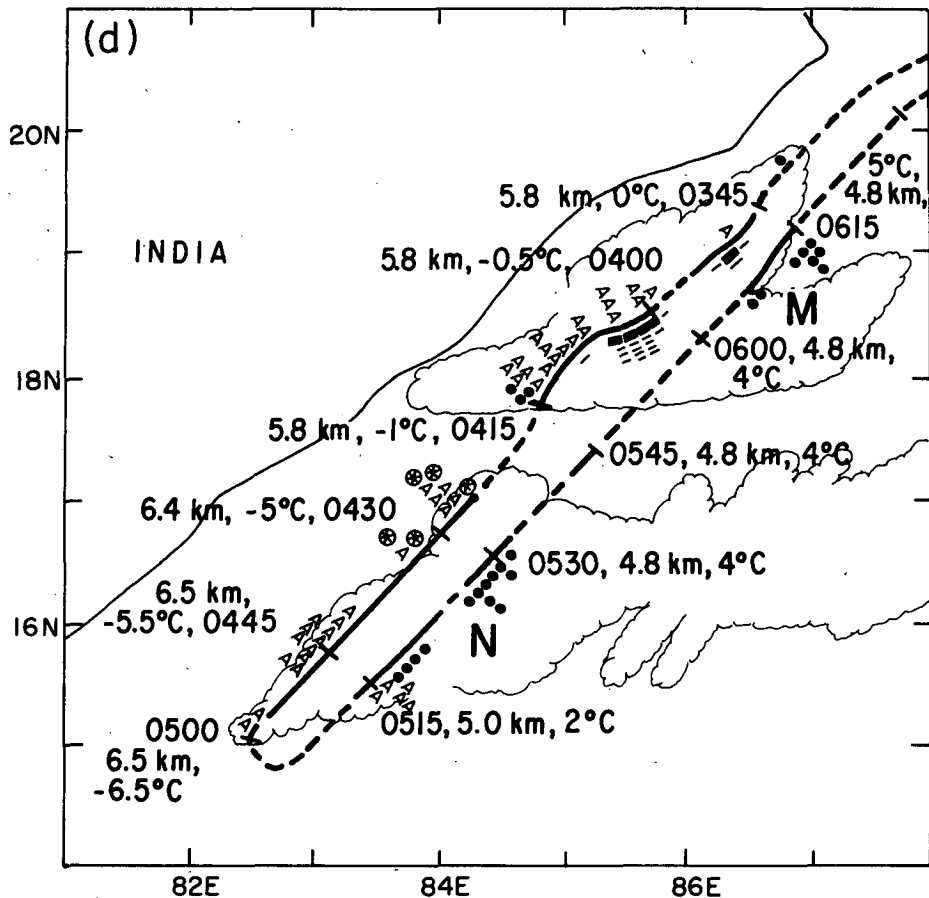 (d)
20N
5.8 km, 0°C, 0345
5°C,
4.8 km,
0615
INDIA
5.8 km, -0.5°C, 0400
A
A A A A A A
M
0600, 4.8 km,
4°C
A A A A A A A A A A A A A A A
18N
5.8 km, -1°C, 0415
0545, 4.8 km, 4°C
A A A A A A A
6.4 km, -5°C, 0430
A
0530, 4.8 km, 4°C
6.5 km,
-5.5°C, 0445
A A A A A A A A A A A
16N
N
A A A A A
0515, 5.0 km, 2°C
A A A
0500
6.5 km,
-6.5°C
82E
84E
86E